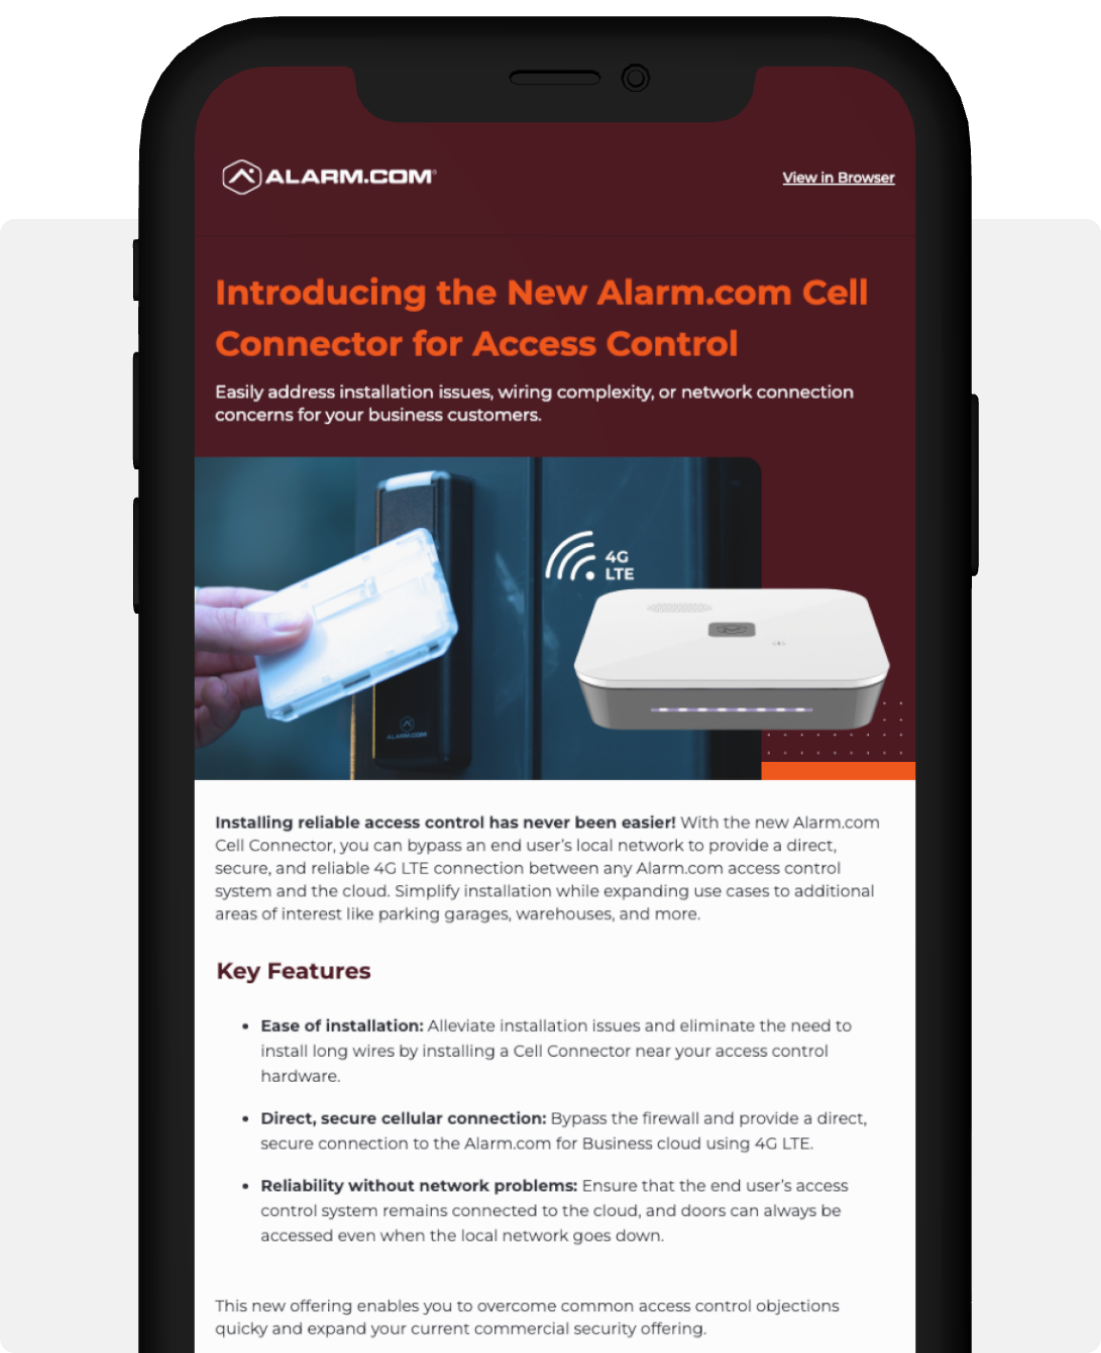 ALARM.COM
View in Browser
Introducing the New Alarm.com Cell
Connector for Access Control
Easily address installation issues, wiring complexity, or network connection
concerns for your business customers.
4G
LTE
ALARM.COM
Installing reliable access control has never been easier! With the new Alarm.com
Cell Connector, you can bypass an end user's local network to provide a direct,
secure, and reliable 4G LTE connection between any Alarm.com access control
system and the cloud. Simplify installation while expanding use cases to additional
areas of interest like parking garages, warehouses, and more.
Key Features
• Ease of installation: Alleviate installation issues and eliminate the need to
install long wires by installing a Cell Connector near your access control
hardware.
• Direct, secure cellular connection: Bypass the firewall and provide a direct,
secure connection to the Alarm.com for Business cloud using 4G LTE.
• Reliability without network problems: Ensure that the end user's access
control system remains connected to the cloud, and doors can always be
accessed even when the local network goes down.
This new offering enables you to overcome common access control objections
quicky and expand your current commercial security offering.